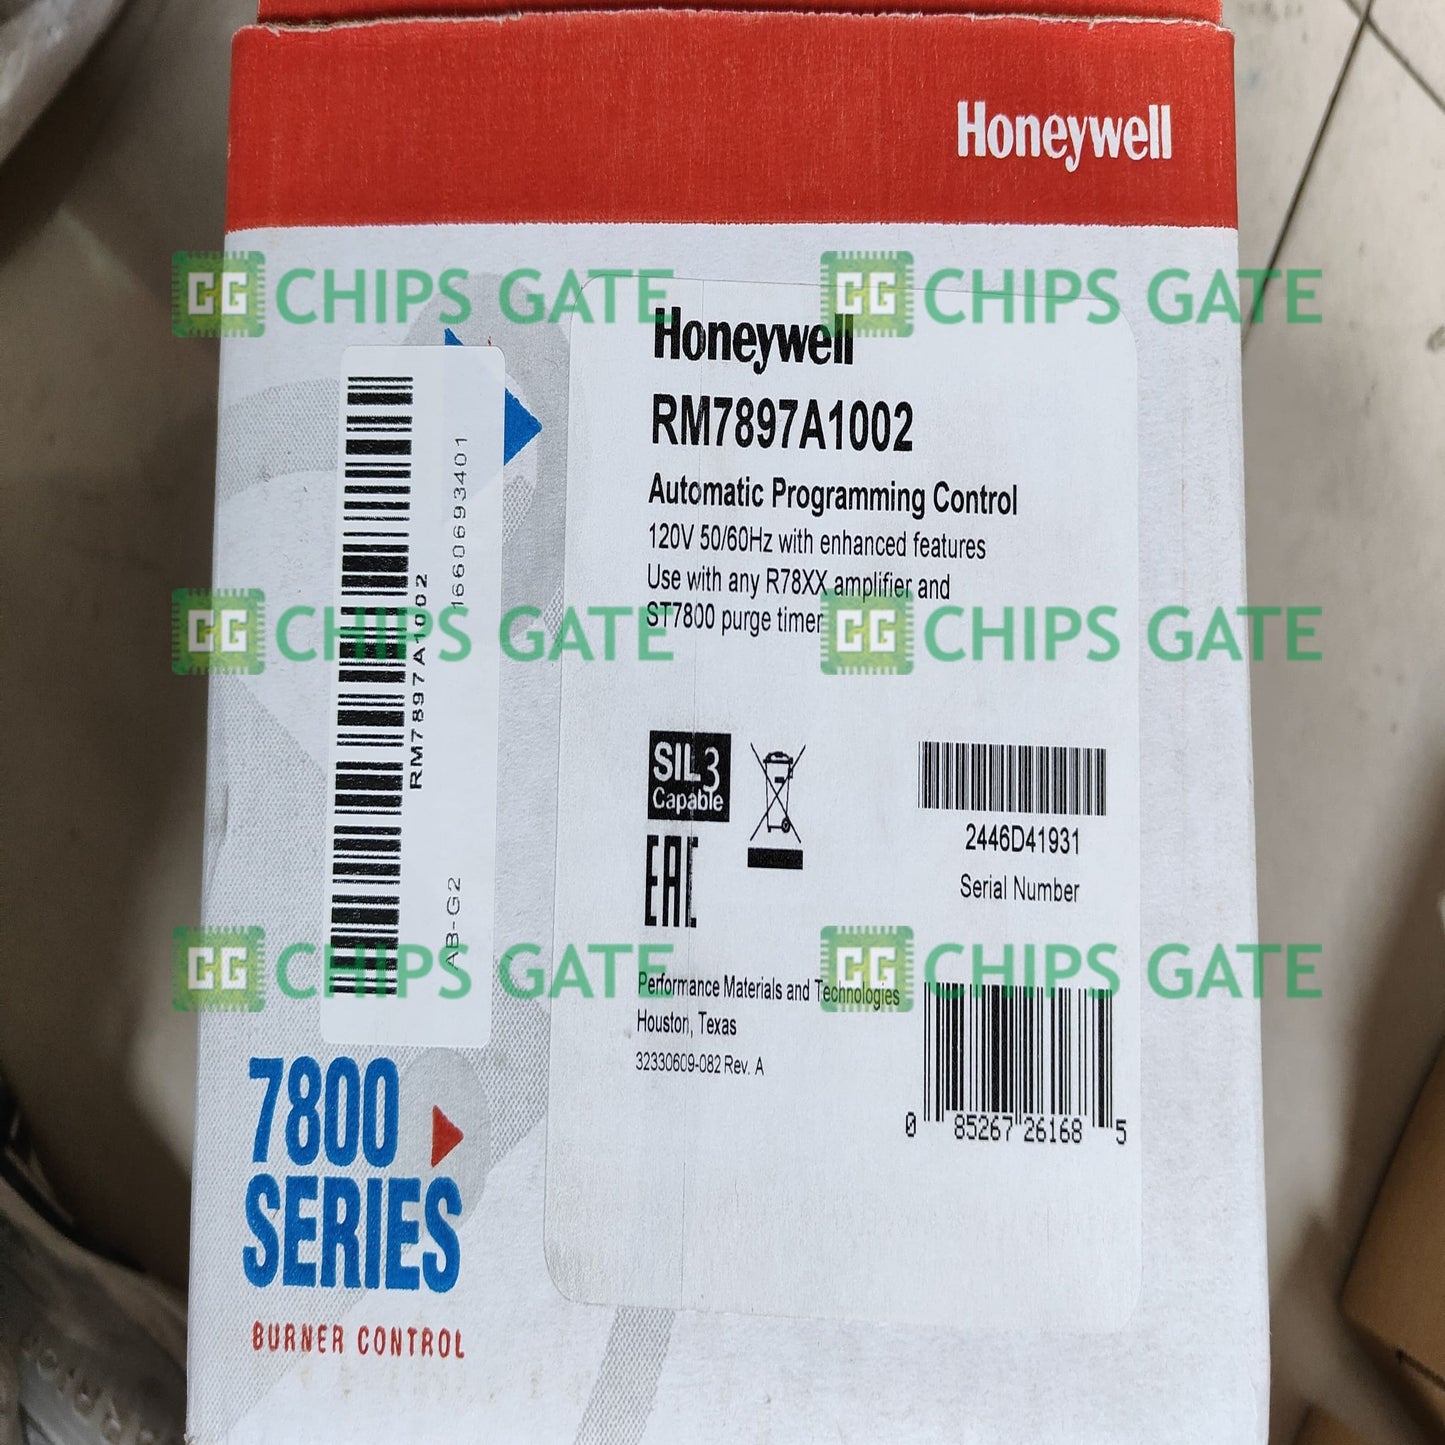 Honeywell
CG CHIPS GATE
CG CHIPS GATE
Honeywell
RM7897A1002
Automatic Programming Control
120V 50/60Hz with enhanced features
Use with any R78XX amplifier and
ST7800 purge timer
RM7897A1002
1660693401
AB-G2
CG CHIPS GATE
CG CHIPS GATE
SIL 3
Capable
EAC
2446D41931
Serial Number
CG CHIPS GATE
CG CHIPS GATE
Performance Materials and Technologies
Houston, Texas
32330609-082 Rev. A
0 85267 26168 5
7800
SERIES
BURNER CONTROL